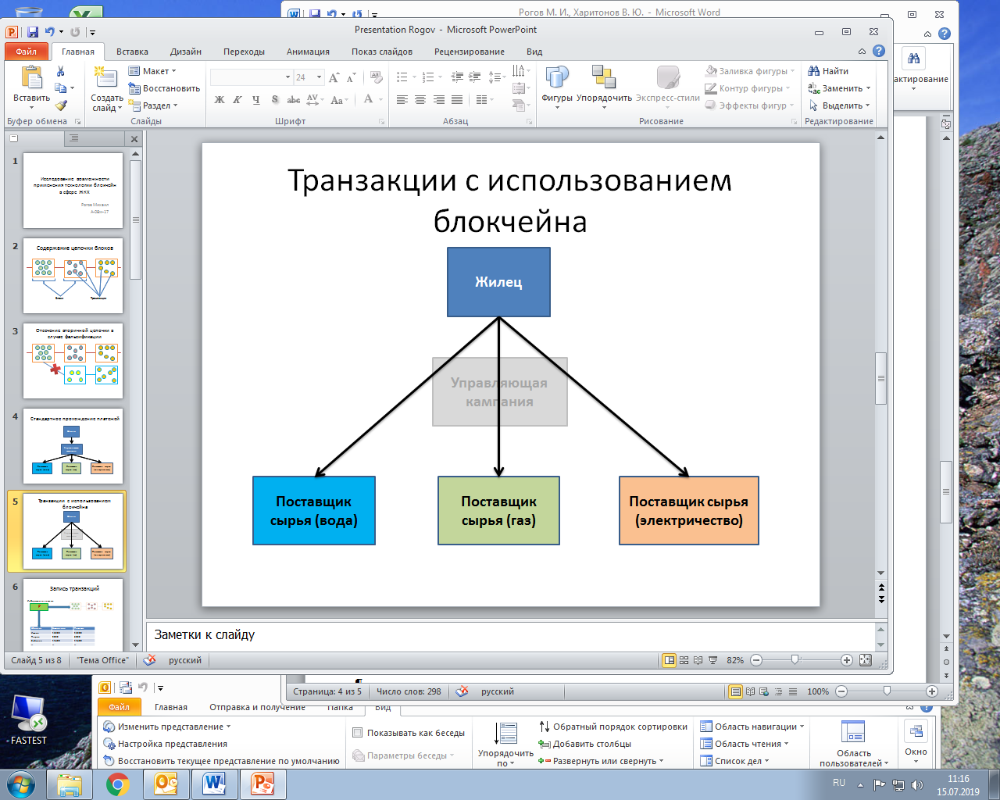 Рогов М. И., Харитонов В. Ю. - Microsoft Word
Presentation Rogov - Microsoft PowerPoint
Файл
Главная
Вставка
Дизайн
Переходы
Анимация
Показ слайдов
Рецензирование
Вид
Вставить
Буфер обмена
Создать
слайд
Макет
Восстановить
Раздел
Слайды
24
Ж К Ч S abc AV Aa A
Шрифт
Абзац
Фигуры
Упорядочить
Экспресс-стили
Заливка фигуры
Контур фигуры
Эффекты фигур
Рисование
Найти
Заменить
Выделить
Редактирование
актирование
1
Исследование возможности
применения технологии блокчейн
в сфере ЖКХ
Рогов Михаил
2
Содержание цепочки блоков
3
Отсечение вторичной цепочки в
случае фальсификации
4
Стандартное прохождение платежей
5
Транзакции с использованием
блокчейна
6
Запись транзакций
Транзакции с использованием
блокчейна
Жилец
Управляющая
кампания
Поставщик
сырья (вода)
Поставщик
сырья (газ)
Поставщик сырья
(электричество)
Заметки к слайду
Слайд 5 из 8
"Тема Office"
русский
82%
Страница: 4 из 5
Число слов: 298
русский
100%
Файл
Главная
Отправка и получение
Папка
Вид
Изменить представление
Настройка представления
Восстановить текущее представление по умолчанию
Показывать как беседы
Параметры беседы
Упорядочить
по
Обратный порядок сортировки
Добавить столбцы
Развернуть или свернуть
Область навигации
Область чтения
Список дел
Область
пользователей
Окно
FASTEST
RU
11:16
15.07.2019